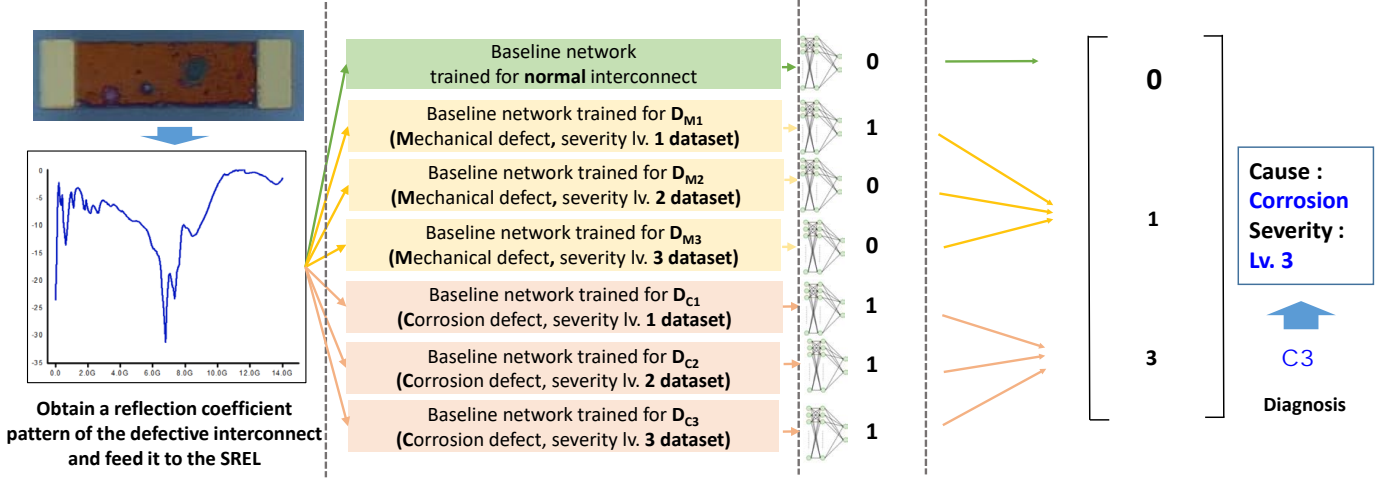 0
-5
-10
-15
-20
-25
-30
-35
0.0
2.0G
4.0G
6.0G
8.0G
10.0G
12.0G
14.0G
Obtain a reflection coefficient
pattern of the defective interconnect
and feed it to the SREL
Baseline network
trained for normal interconnect
Baseline network trained for DM1
(Mechanical defect, severity lv. 1 dataset)
Baseline network trained for DM2
(Mechanical defect, severity lv. 2 dataset)
Baseline network trained for DM3
(Mechanical defect, severity lv. 3 dataset)
Baseline network trained for DC1
(Corrosion defect, severity lv. 1 dataset)
Baseline network trained for DC2
(Corrosion defect, severity lv. 2 dataset)
Baseline network trained for DC3
(Corrosion defect, severity lv. 3 dataset)
0
1
0
0
1
1
1
0
1
3
Cause :
Corrosion
Severity :
Lv. 3
C3
Diagnosis